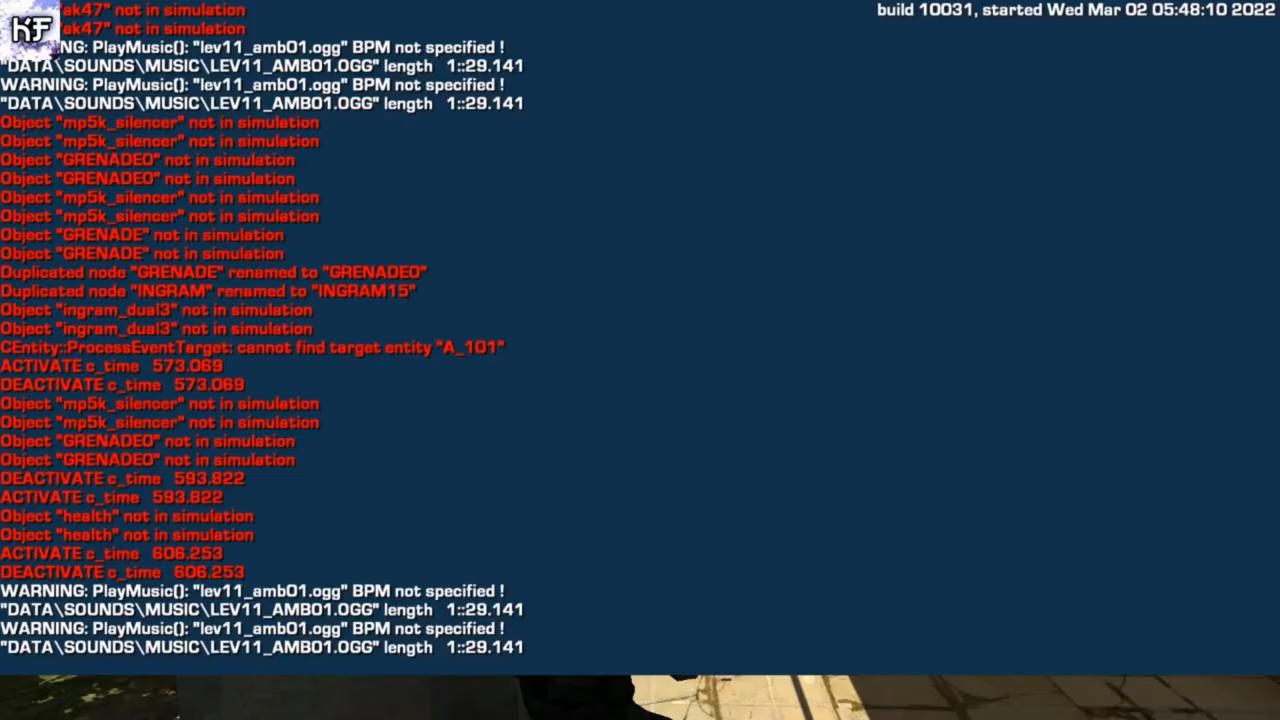 "ak47" not in simulation
build 10031, started Wed Mar 02 05:48:10 2022
KF
"ak47" not in simulation
NG: PlayMusic(): "lev11_amb01.ogg" BPM not specified !
"DATA\SOUNDS\MUSIC\LEV11_AMB01.OGG" length 1::29.141
WARNING: PlayMusic(): "lev11_amb01.ogg" BPM not specified !
"DATA\SOUNDS\MUSIC\LEV11_AMB01.OGG" length 1::29.141
Object "mp5k_silencer" not in simulation
Object "mp5k_silencer" not in simulation
Object "GRENADE0" not in simulation
Object "GRENADE0" not in simulation
Object "mp5k_silencer" not in simulation
Object "mp5k_silencer" not in simulation
Object "GRENADE" not in simulation
Object "GRENADE" not in simulation
Duplicated node "GRENADE" renamed to "GRENADE0"
Duplicated node "INGRAM" renamed to "INGRAM15"
Object "ingram_dual3" not in simulation
Object "ingram_dual3" not in simulation
CEntity::ProcessEventTarget: cannot find target entity "A_101"
ACTIVATE c_time 573.069
DEACTIVATE c_time 573.069
Object "mp5k_silencer" not in simulation
Object "mp5k_silencer" not in simulation
Object "GRENADE0" not in simulation
Object "GRENADE0" not in simulation
DEACTIVATE c_time 593.822
ACTIVATE c_time 593.822
Object "health" not in simulation
Object "health" not in simulation
ACTIVATE c_time 606.253
DEACTIVATE c_time 606.253
WARNING: PlayMusic(): "lev11_amb01.ogg" BPM not specified !
"DATA\SOUNDS\MUSIC\LEV11_AMB01.OGG" length 1::29.141
WARNING: PlayMusic(): "lev11_amb01.ogg" BPM not specified !
"DATA\SOUNDS\MUSIC\LEV11_AMB01.OGG" length 1::29.141